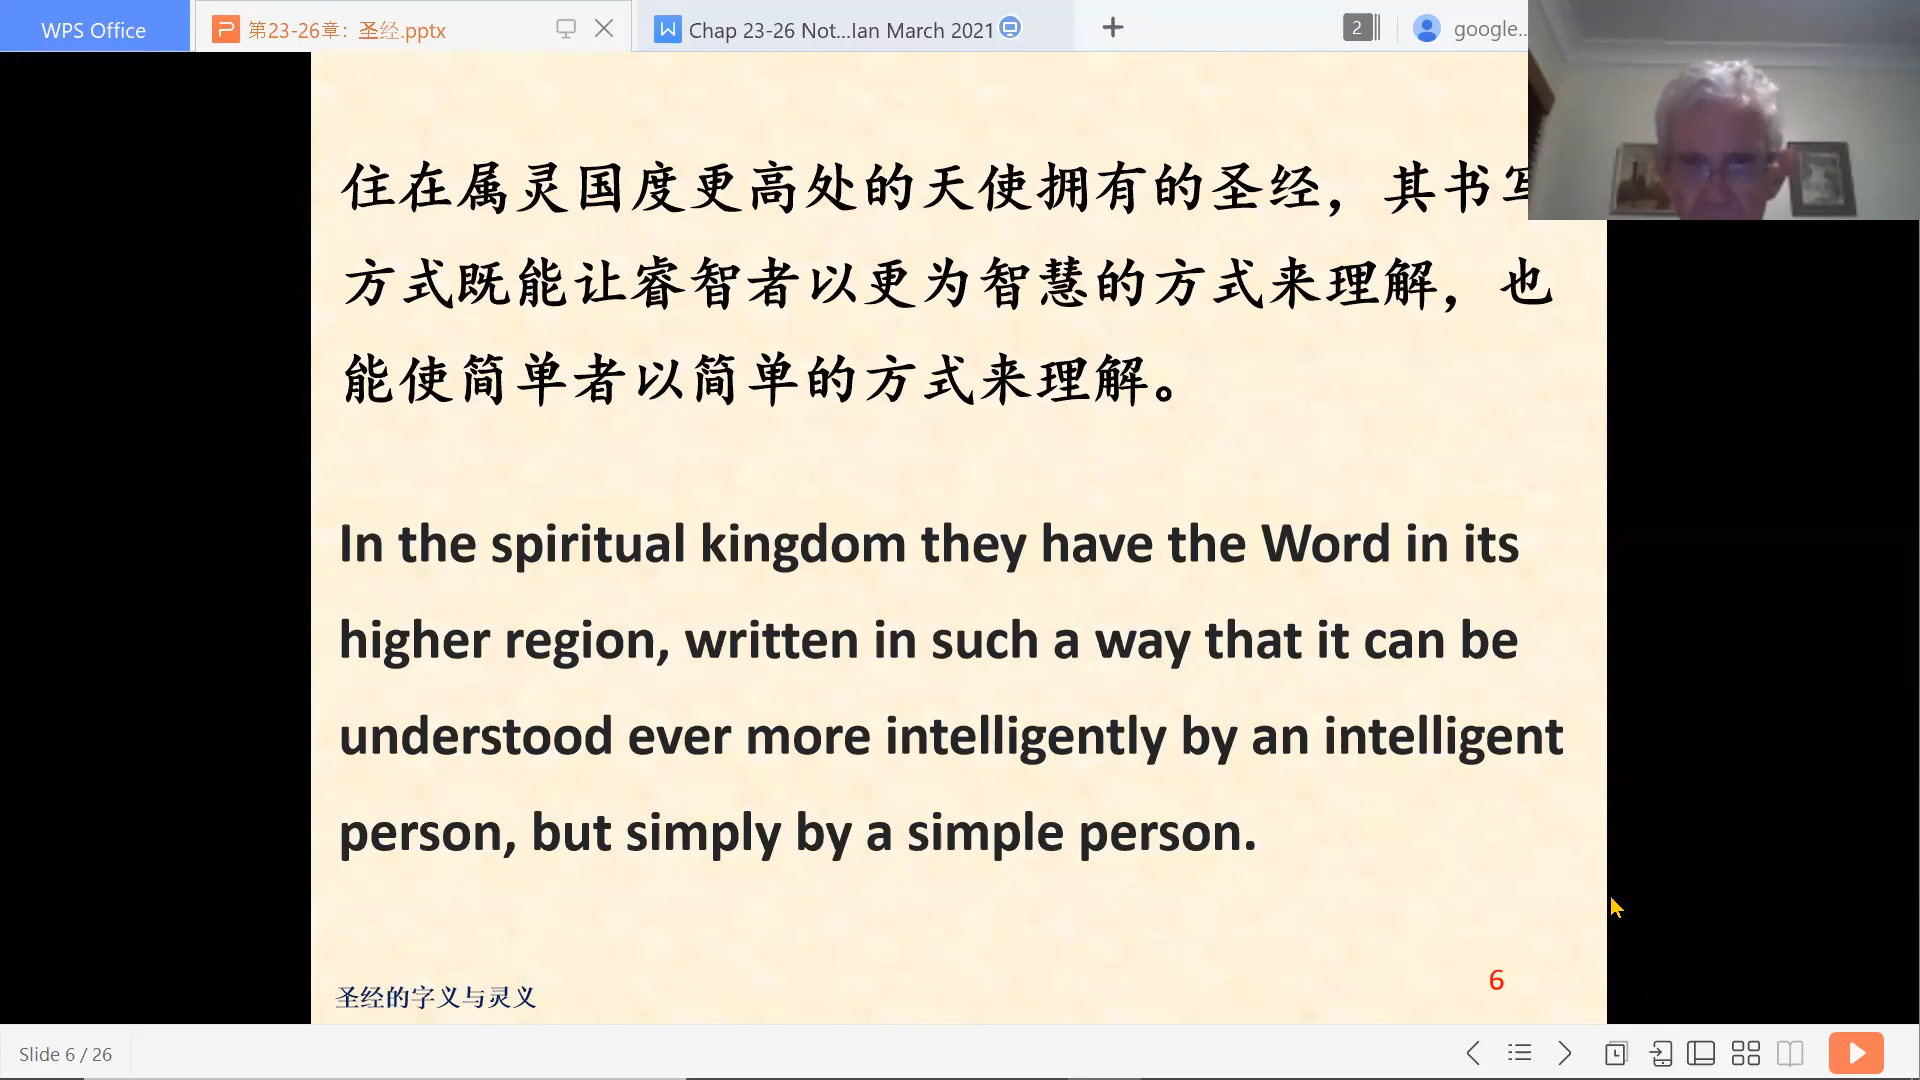 WPS Office
第23-26章：圣经.pptx
Chap 23-26 Not...Ian March 2021
2
google..
住在属灵国度更高处的天使拥有的圣经，其书写
方式既能让睿智者以更为智慧的方式来理解，也
能使简单者以简单的方式来理解。
In the spiritual kingdom they have the Word in its
higher region, written in such a way that it can be
understood ever more intelligently by an intelligent
person, but simply by a simple person.
圣经的字义与灵义
6
Slide 6 / 26